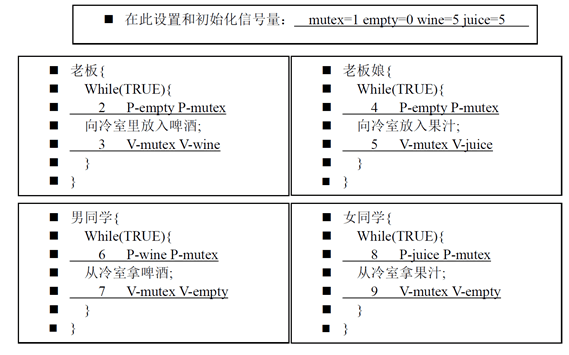 ■ 在此设置和初始化信号量： mutex=1 empty=0 wine=5 juice=5
■ 老板{
■ While(TRUE){
■ 2 P-empty P-mutex
■ 向冷室里放入啤酒;
■ 3 V-mutex V-wine
■ }
■ }
■ 老板娘{
■ While(TRUE){
■ 4 P-empty P-mutex
■ 向冷室放入果汁;
■ 5 V-mutex V-juice
■ }
■ }
■ 男同学{
■ While(TRUE){
■ 6 P-wine P-mutex
■ 从冷室拿啤酒;
■ 7 V-mutex V-empty
■ }
■ }
■ 女同学{
■ While(TRUE){
■ 8 P-juice P-mutex
■ 从冷室拿果汁;
■ 9 V-mutex V-empty
■ }
■ }